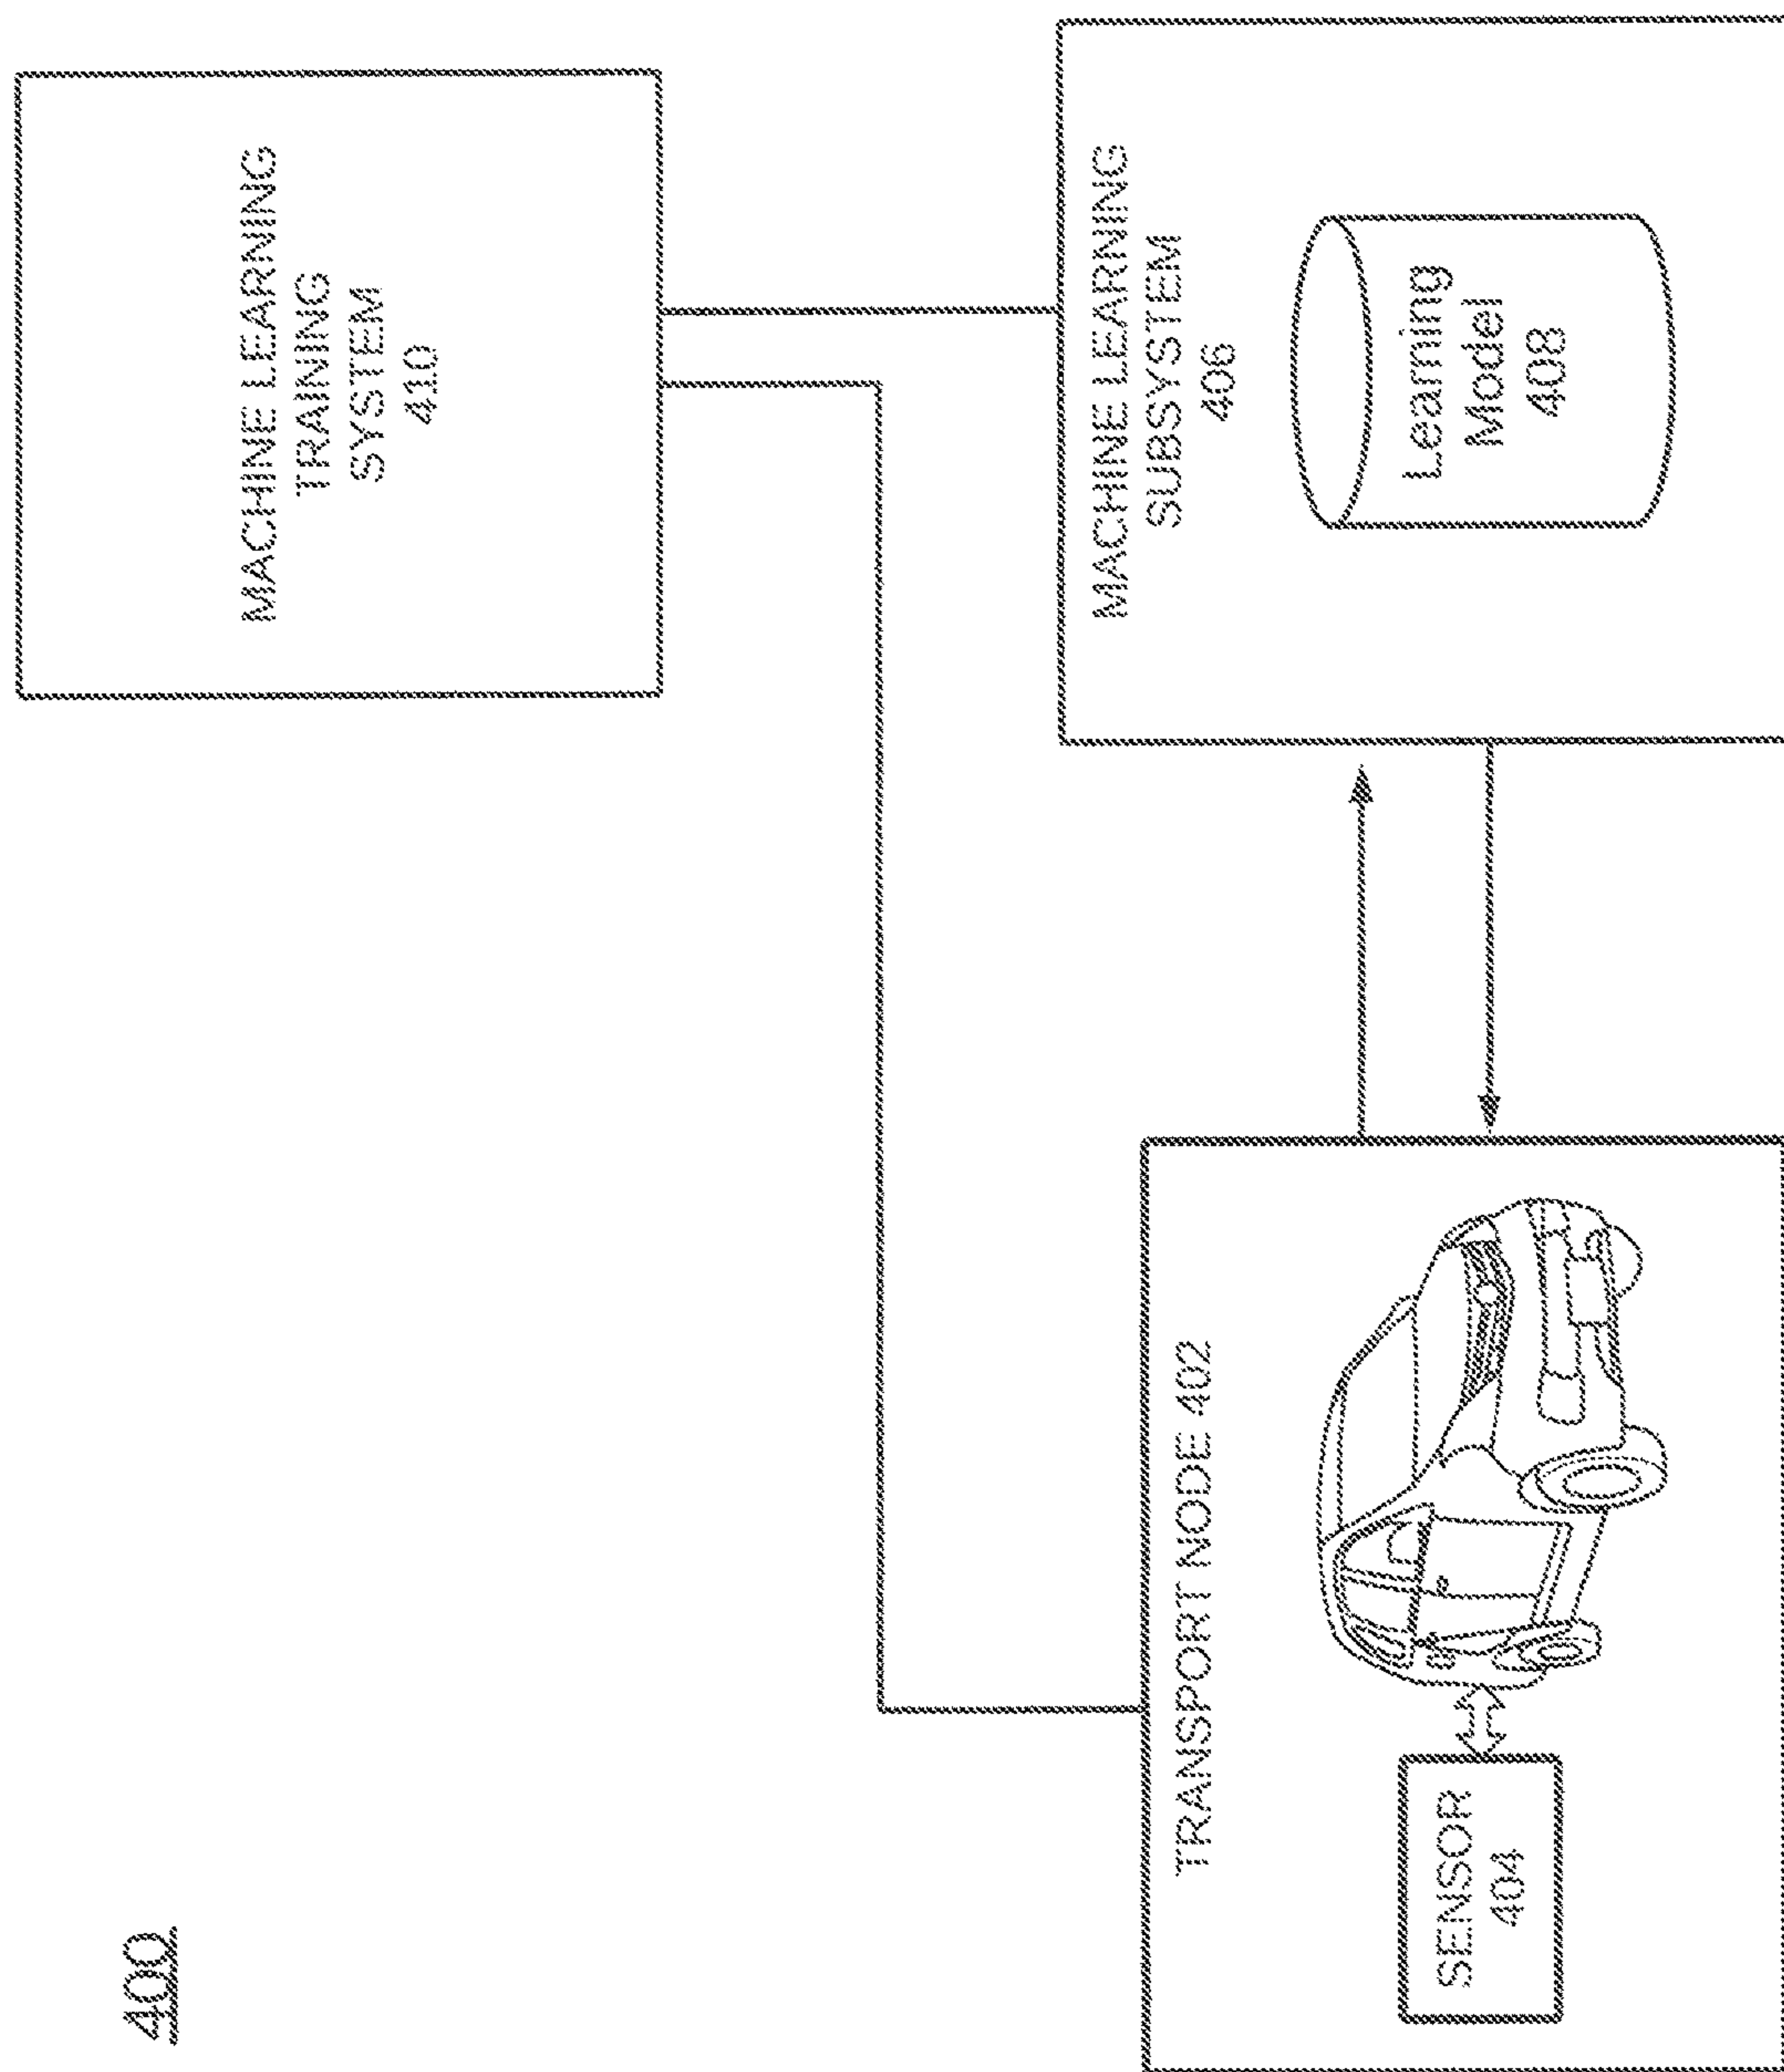 400
TRANSPORT NODE 402
SENSOR
404
MACHINE LEARNING
TRAINING
SYSTEM
410
MACHINE LEARNING
SUBSYSTEM
406
Learning
Model
408